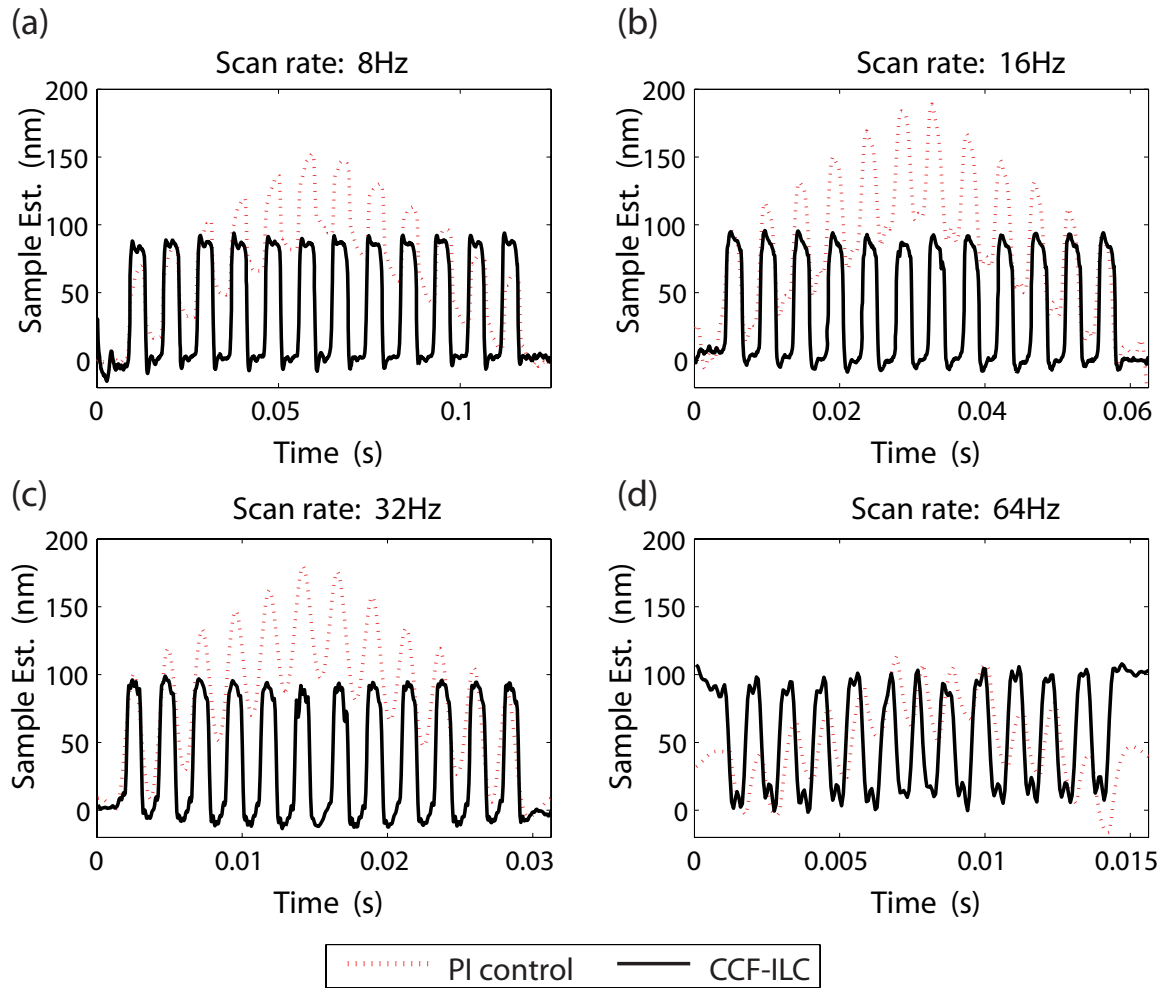 (a)
Scan rate: 8Hz
200
150
100
50
0
Sample Est. (nm)
0
0.05
0.1
Time (s)
(b)
Scan rate: 16Hz
200
150
100
50
0
Sample Est. (nm)
0
0.02
0.04
0.06
Time (s)
(c)
Scan rate: 32Hz
200
150
100
50
0
Sample Est. (nm)
0
0.01
0.02
0.03
Time (s)
(d)
Scan rate: 64Hz
200
150
100
50
0
Sample Est. (nm)
0
0.005
0.01
0.015
Time (s)
PI control
CCF-ILC